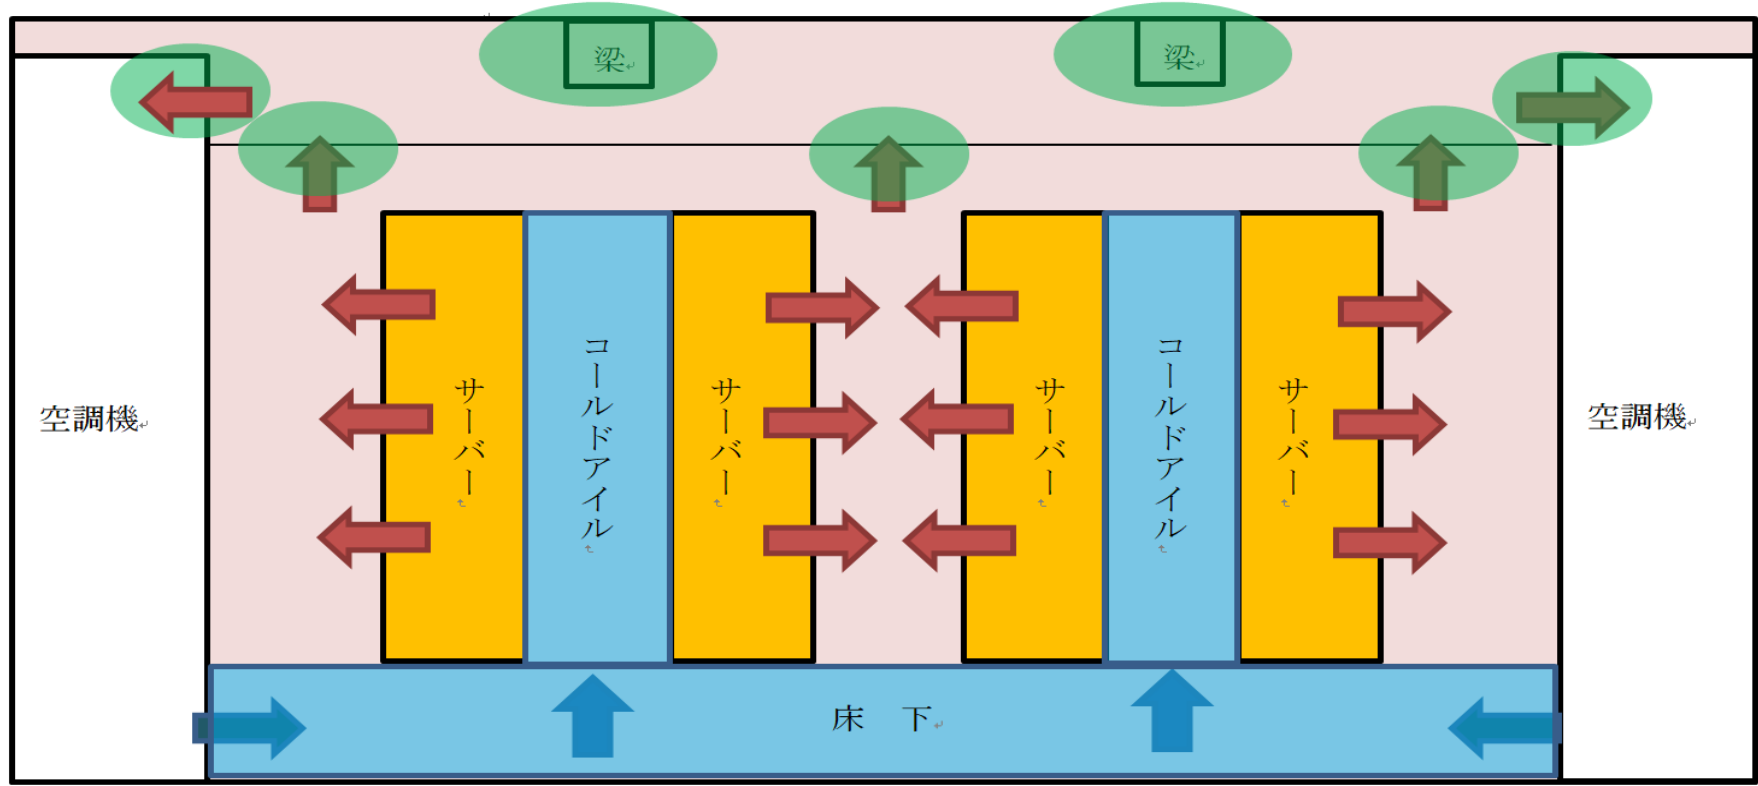 梁
梁
空調機
サーバー
コールドアイル
サーバー
サーバー
コールドアイル
サーバー
空調機
床　下